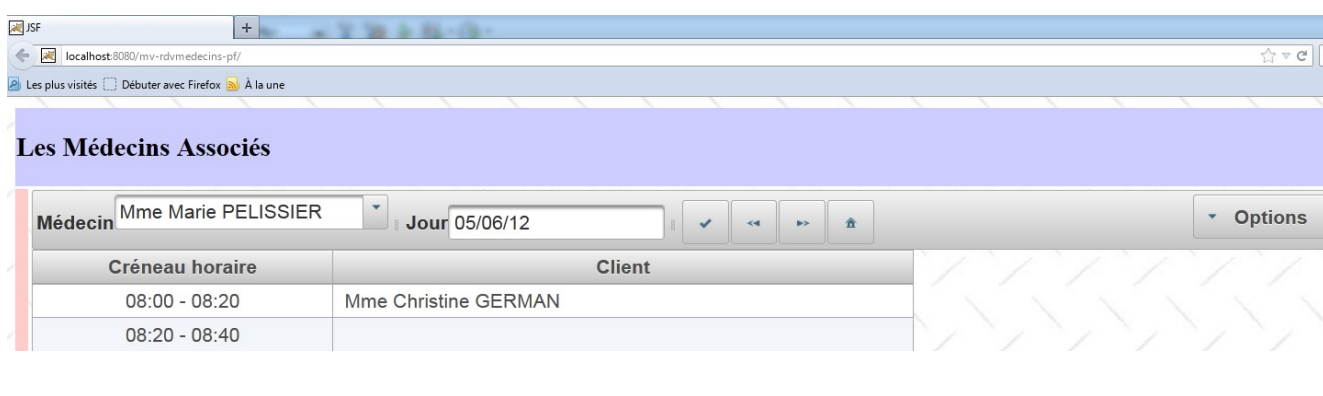 JSF
localhost:8080/mv-rdvmedecins-pf/
Les plus visités Débuter avec Firefox À la une
Les Médecins Associés
Médecin Mme Marie PELISSIER Jour 05/06/12 Options
Créneau horaire Client
08:00 - 08:20 Mme Christine GERMAN
08:20 - 08:40